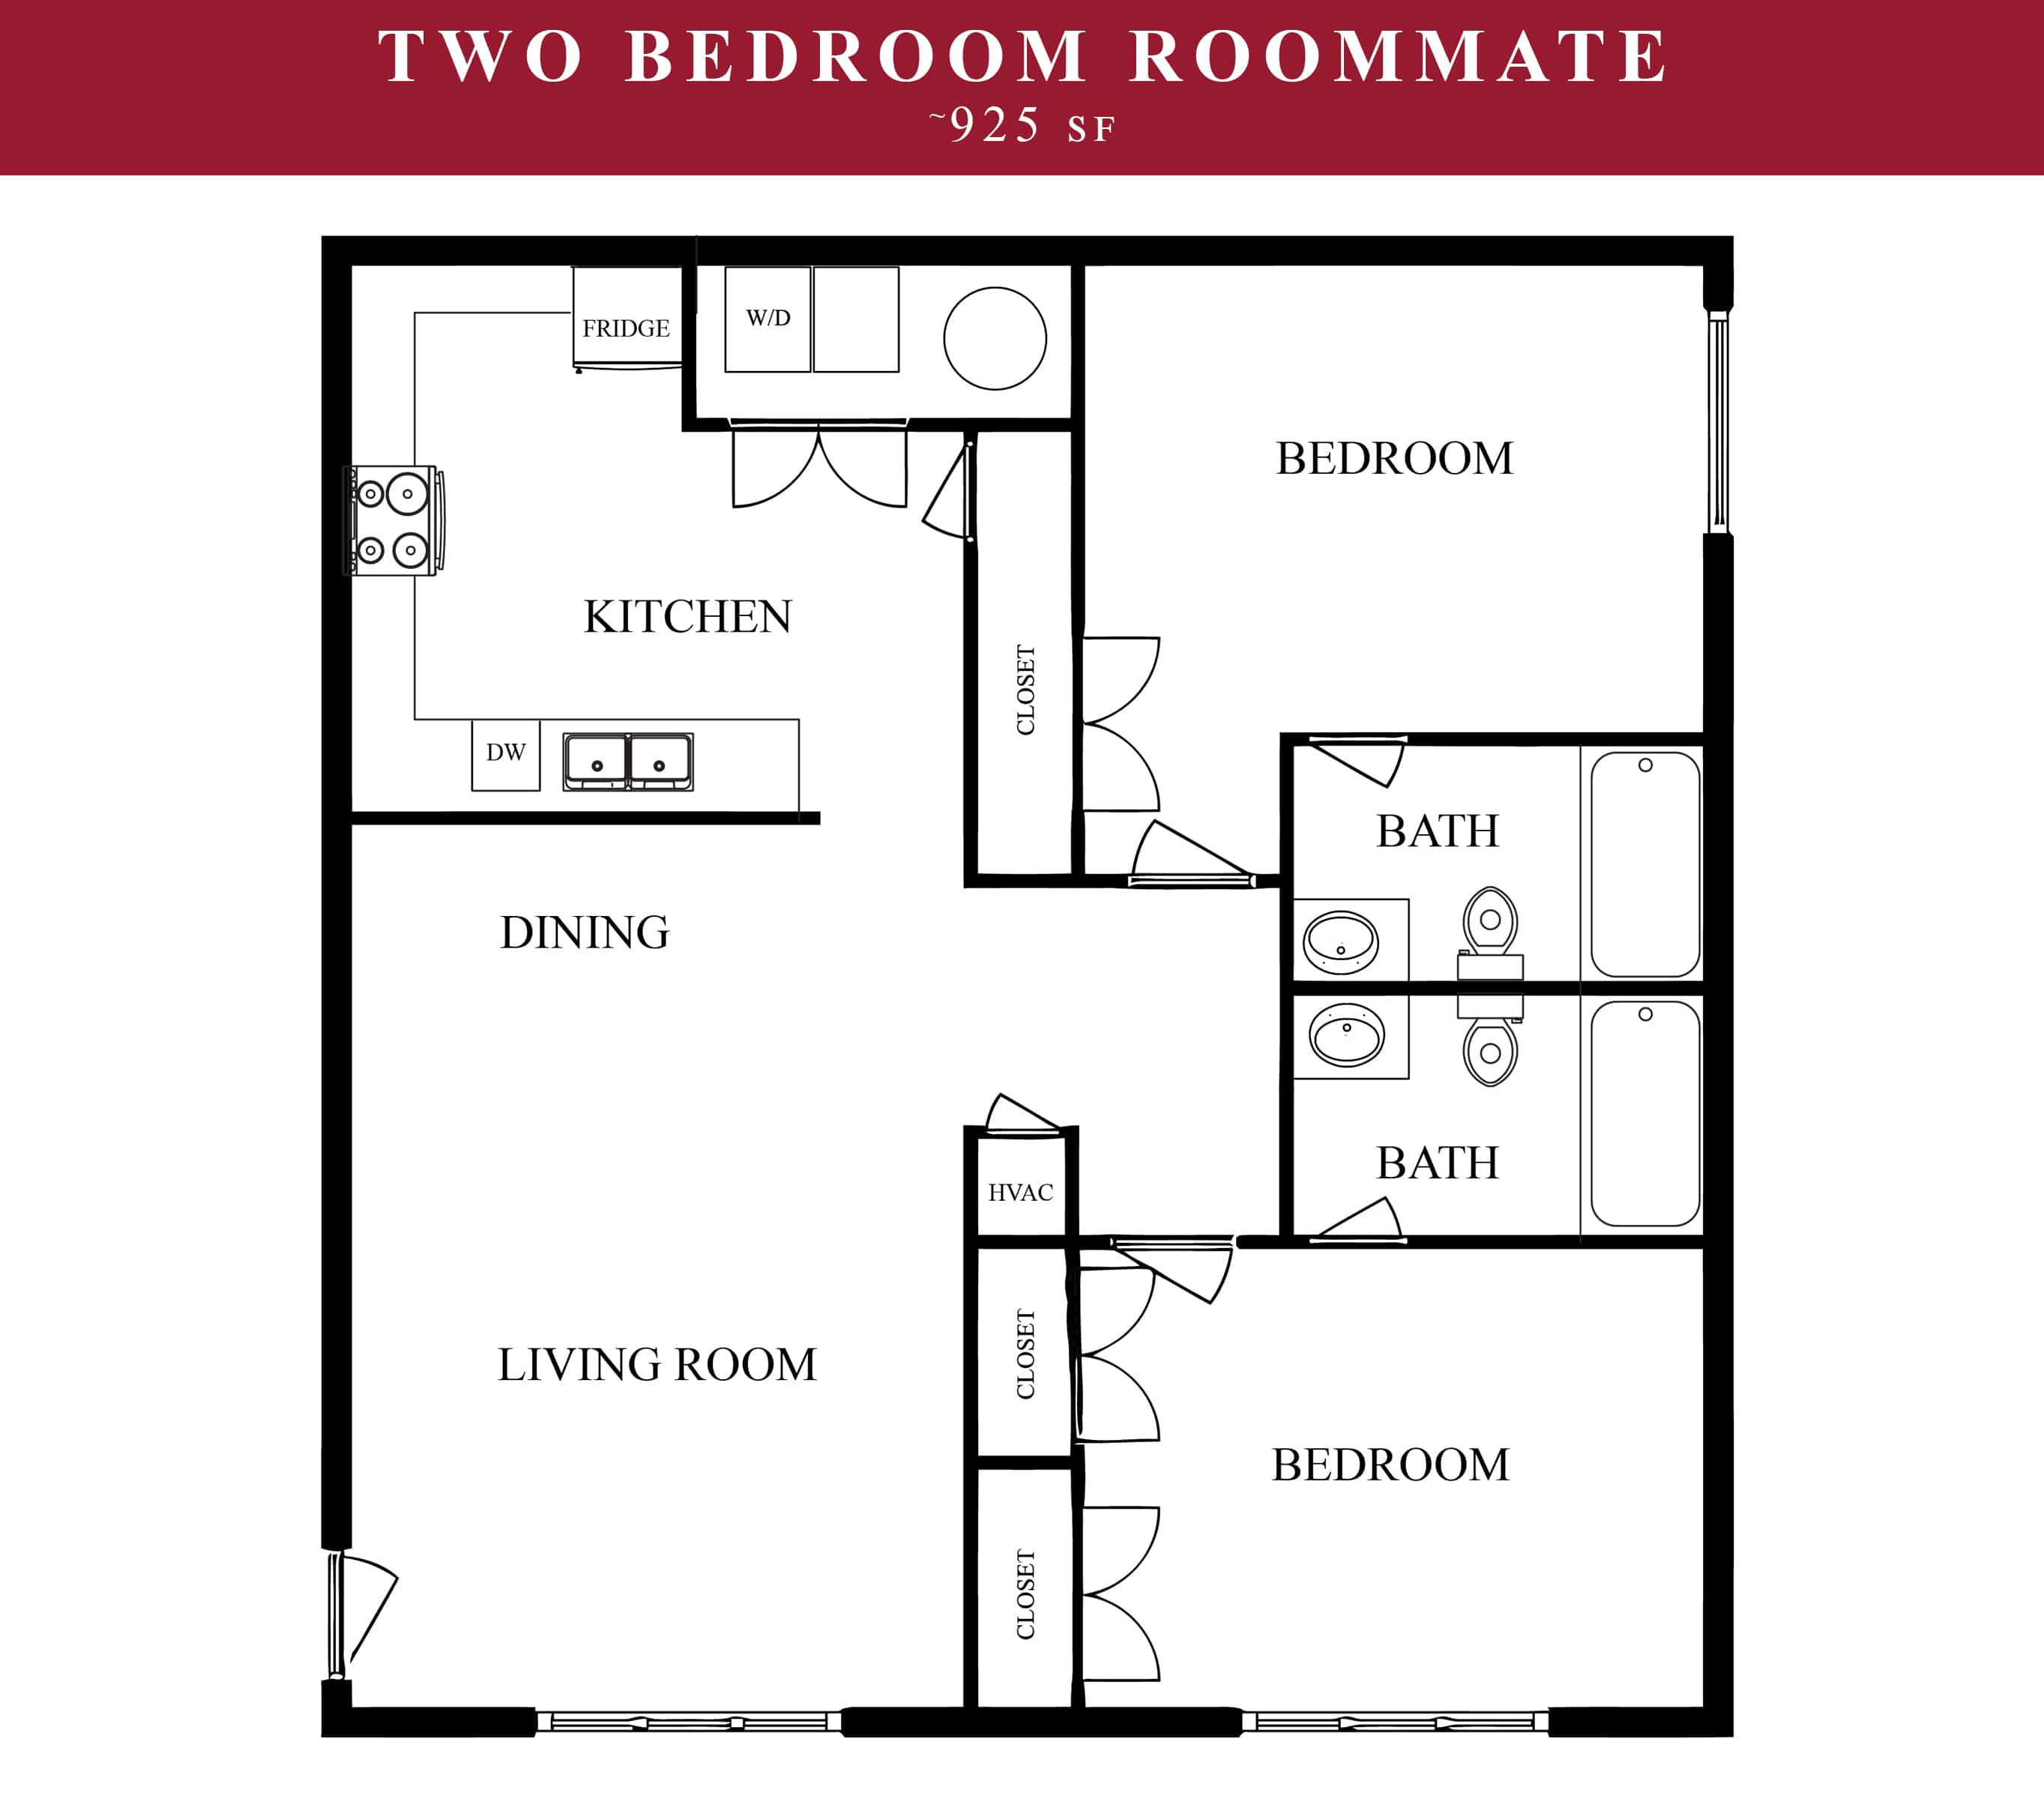 TWO BEDROOM ROOMMATE
~925 SF
FRIDGE
W/D
BEDROOM
KITCHEN
CLOSET
DW
BATH
DINING
BATH
HVAC
LIVING ROOM
CLOSET
BEDROOM
CLOSET